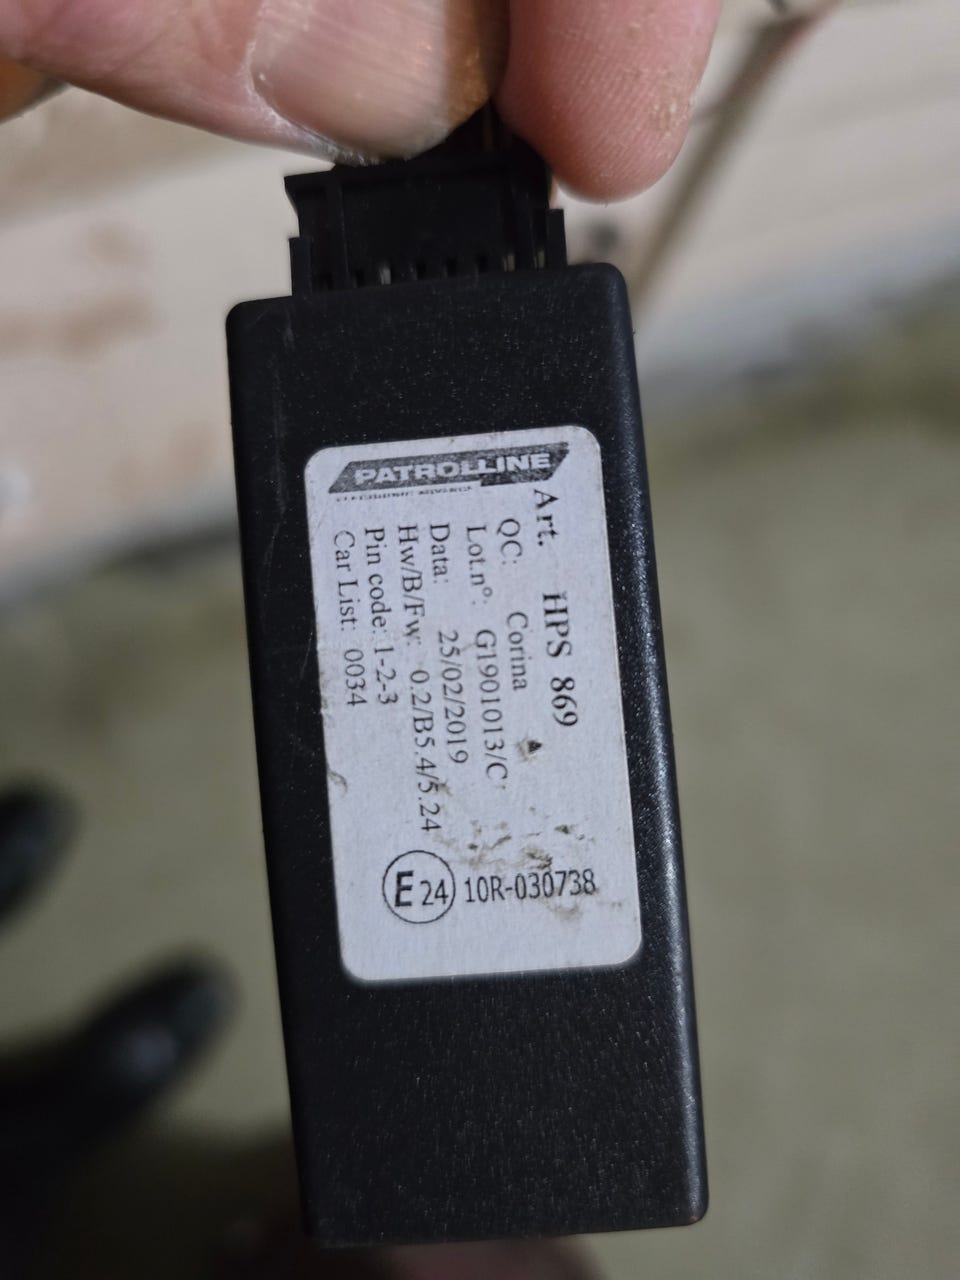 PATROLLINE
Art. HPS 869
QC: Corina
Lot.n°: G1901013/C
Data: 25/02/2019
Hw/B/Fw: 0.2/B5.4/5.24
Pin code: 1-2-3
Car List: 0034
E24 10R-030738